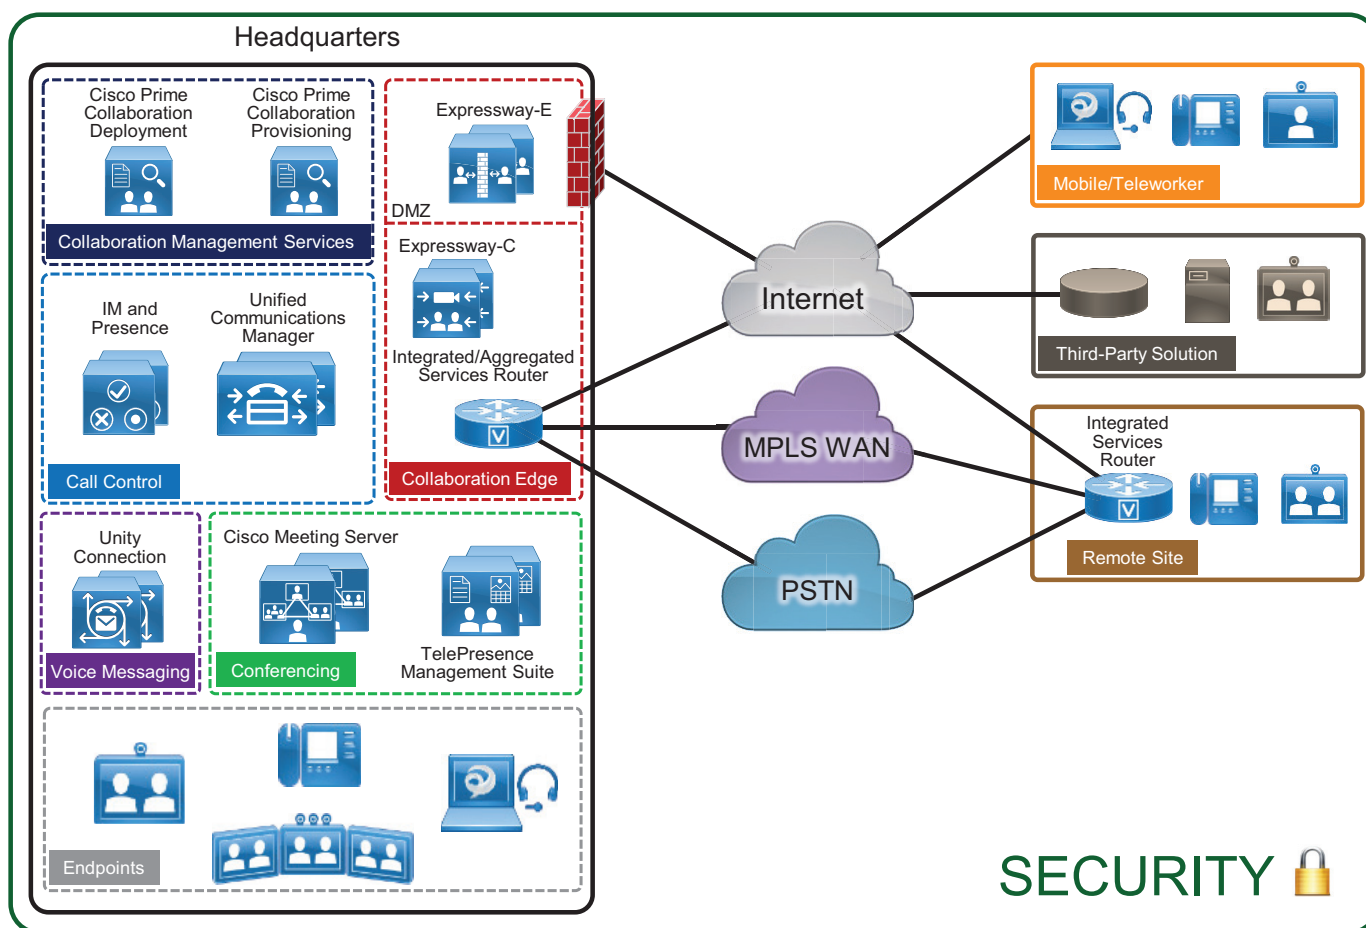 Headquarters
Cisco Prime
Collaboration
Deployment
Cisco Prime
Collaboration
Provisioning
Collaboration Management Services
Expressway-E
DMZ
Expressway-C
Integrated/Aggregated
Services Router
V
Collaboration Edge
IM and
Presence
Unified
Communications
Manager
Call Control
Unity
Connection
Voice Messaging
Cisco Meeting Server
TelePresence
Management Suite
Conferencing
Endpoints
Internet
MPLS WAN
PSTN
Mobile/Teleworker
Third-Party Solution
Integrated
Services
Router
V
Remote Site
SECURITY